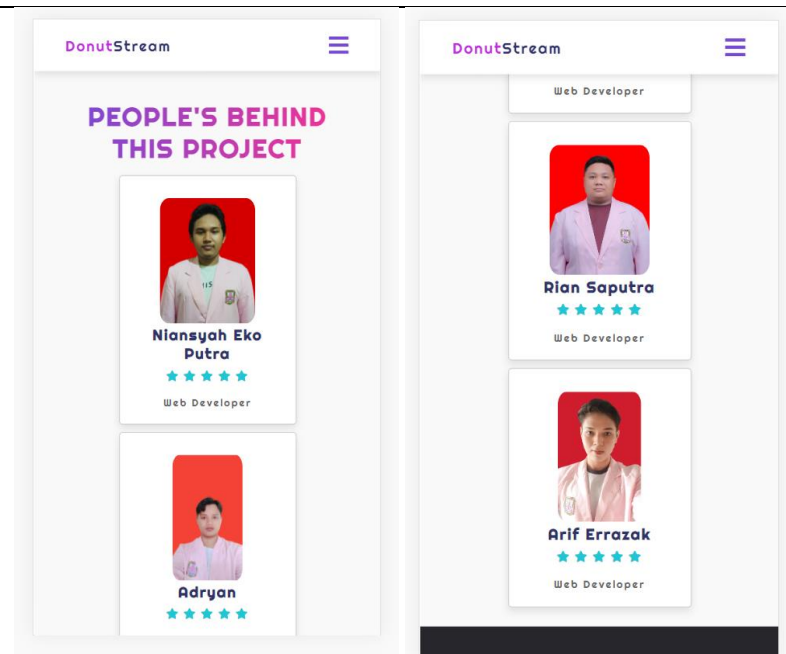 DonutStream
PEOPLE'S BEHIND
THIS PROJECT
Niansyah Eko
Putra
Web Developer
Adryan
DonutStream
Web Developer
Rian Saputra
Web Developer
Arif Errazak
Web Developer